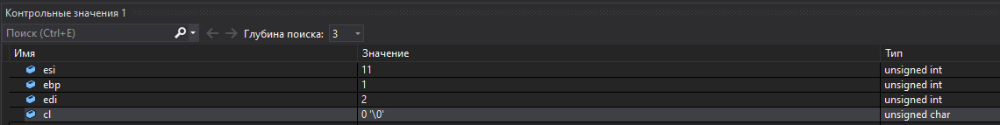 Контрольные значения 1
Поиск (Ctrl+E) Глубина поиска: 3
Имя Значение Тип
esi 11 unsigned int
ebp 1 unsigned int
edi 2 unsigned int
cl 0 '\0' unsigned char